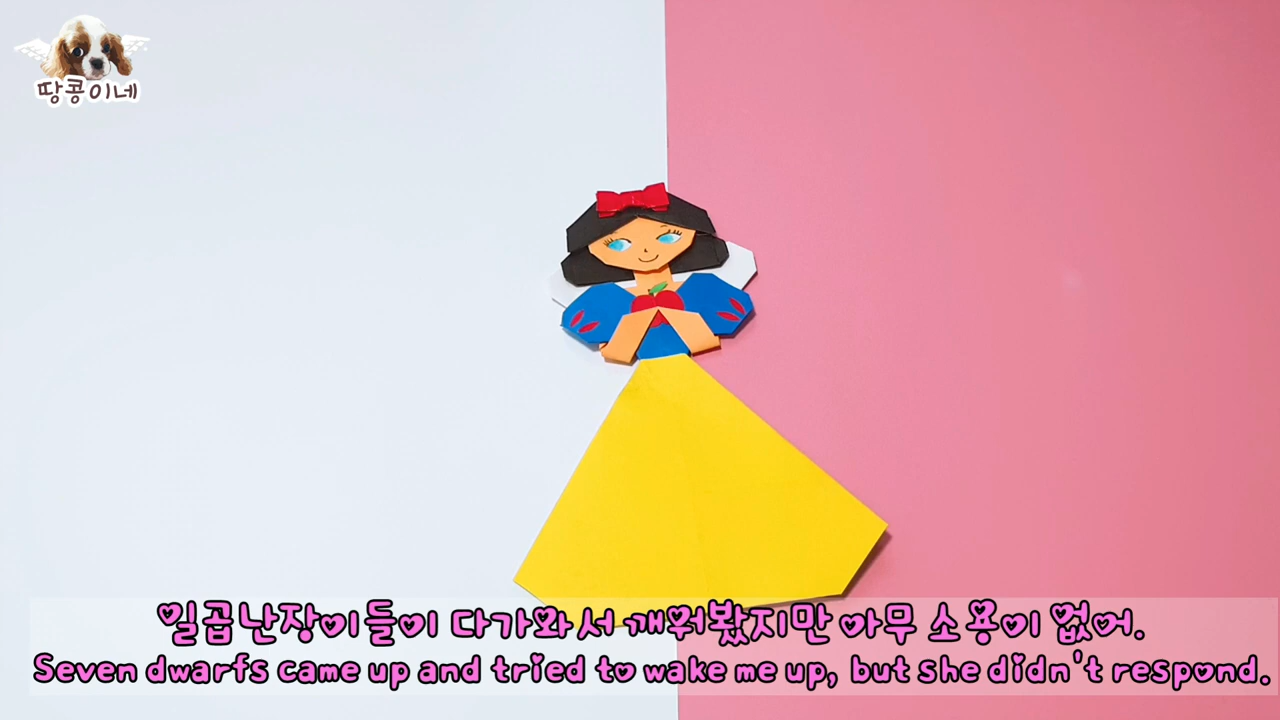 땅콩이네
일곱난장이들이 다가와서 깨워봤지만 아무 소용이 없어.
Seven dwarfs came up and tried to wake me up, but she didn't respond.